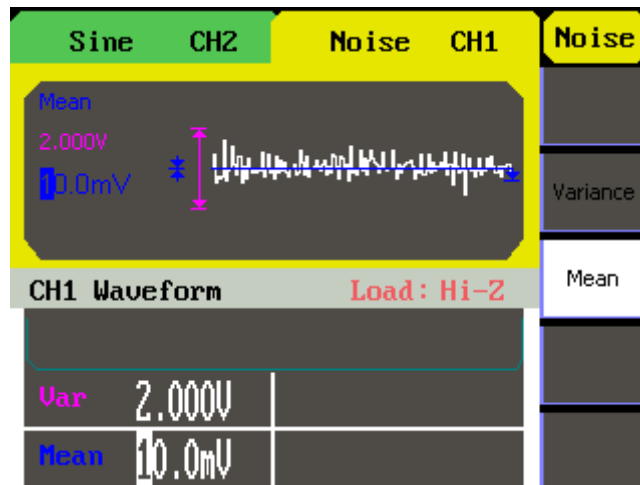 Sine CH2 Noise CH1 Noise
Mean
2.000V
10.0mV
Variance
Mean
CH1 Waveform Load: Hi-Z
Var 2.000V
Mean 10.0mV